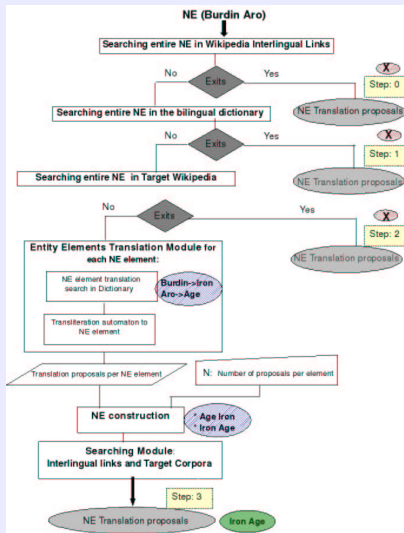 NE (Burdin Aro)
Searching entire NE in Wikipedia Interlingual Links
No
Exits
Yes
X
Step: 0
NE Translation proposals
Searching entire NE in the bilingual dictionary
No
Exits
Yes
X
Step: 1
NE Translation proposals
Searching entire NE in Target Wikipedia
No
Exits
Yes
X
Step: 2
NE Translation proposals
Entity Elements Translation Module for
each NE element:
NE element translation
search in Dictionary
Burdin->Iron
Aro->Age
Transliteration automaton to
NE element
Translation proposals per NE element
N: Number of proposals per element
NE construction
* Age Iron
* Iron Age
Searching Module:
Interlingual links and Target Corpora
Step: 3
NE Translation proposals
Iron Age